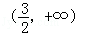 (3/2, +∞)